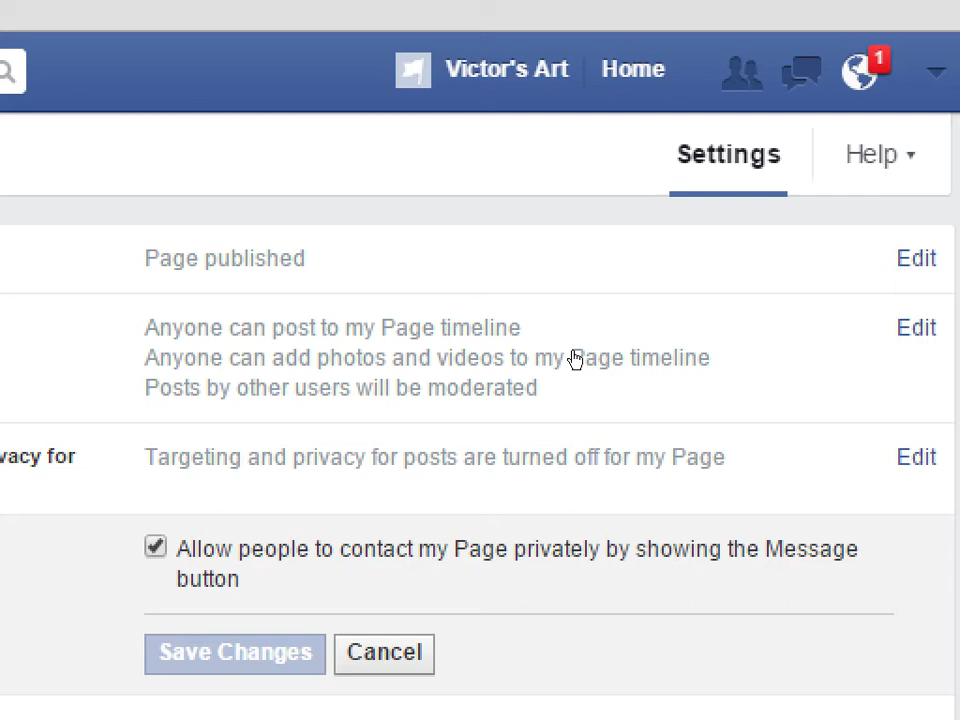 Victor's Art Home 1
Settings Help
Page published Edit
Anyone can post to my Page timeline Edit
Anyone can add photos and videos to my Page timeline
Posts by other users will be moderated
vacy for Targeting and privacy for posts are turned off for my Page Edit
Allow people to contact my Page privately by showing the Message
button
Save Changes Cancel